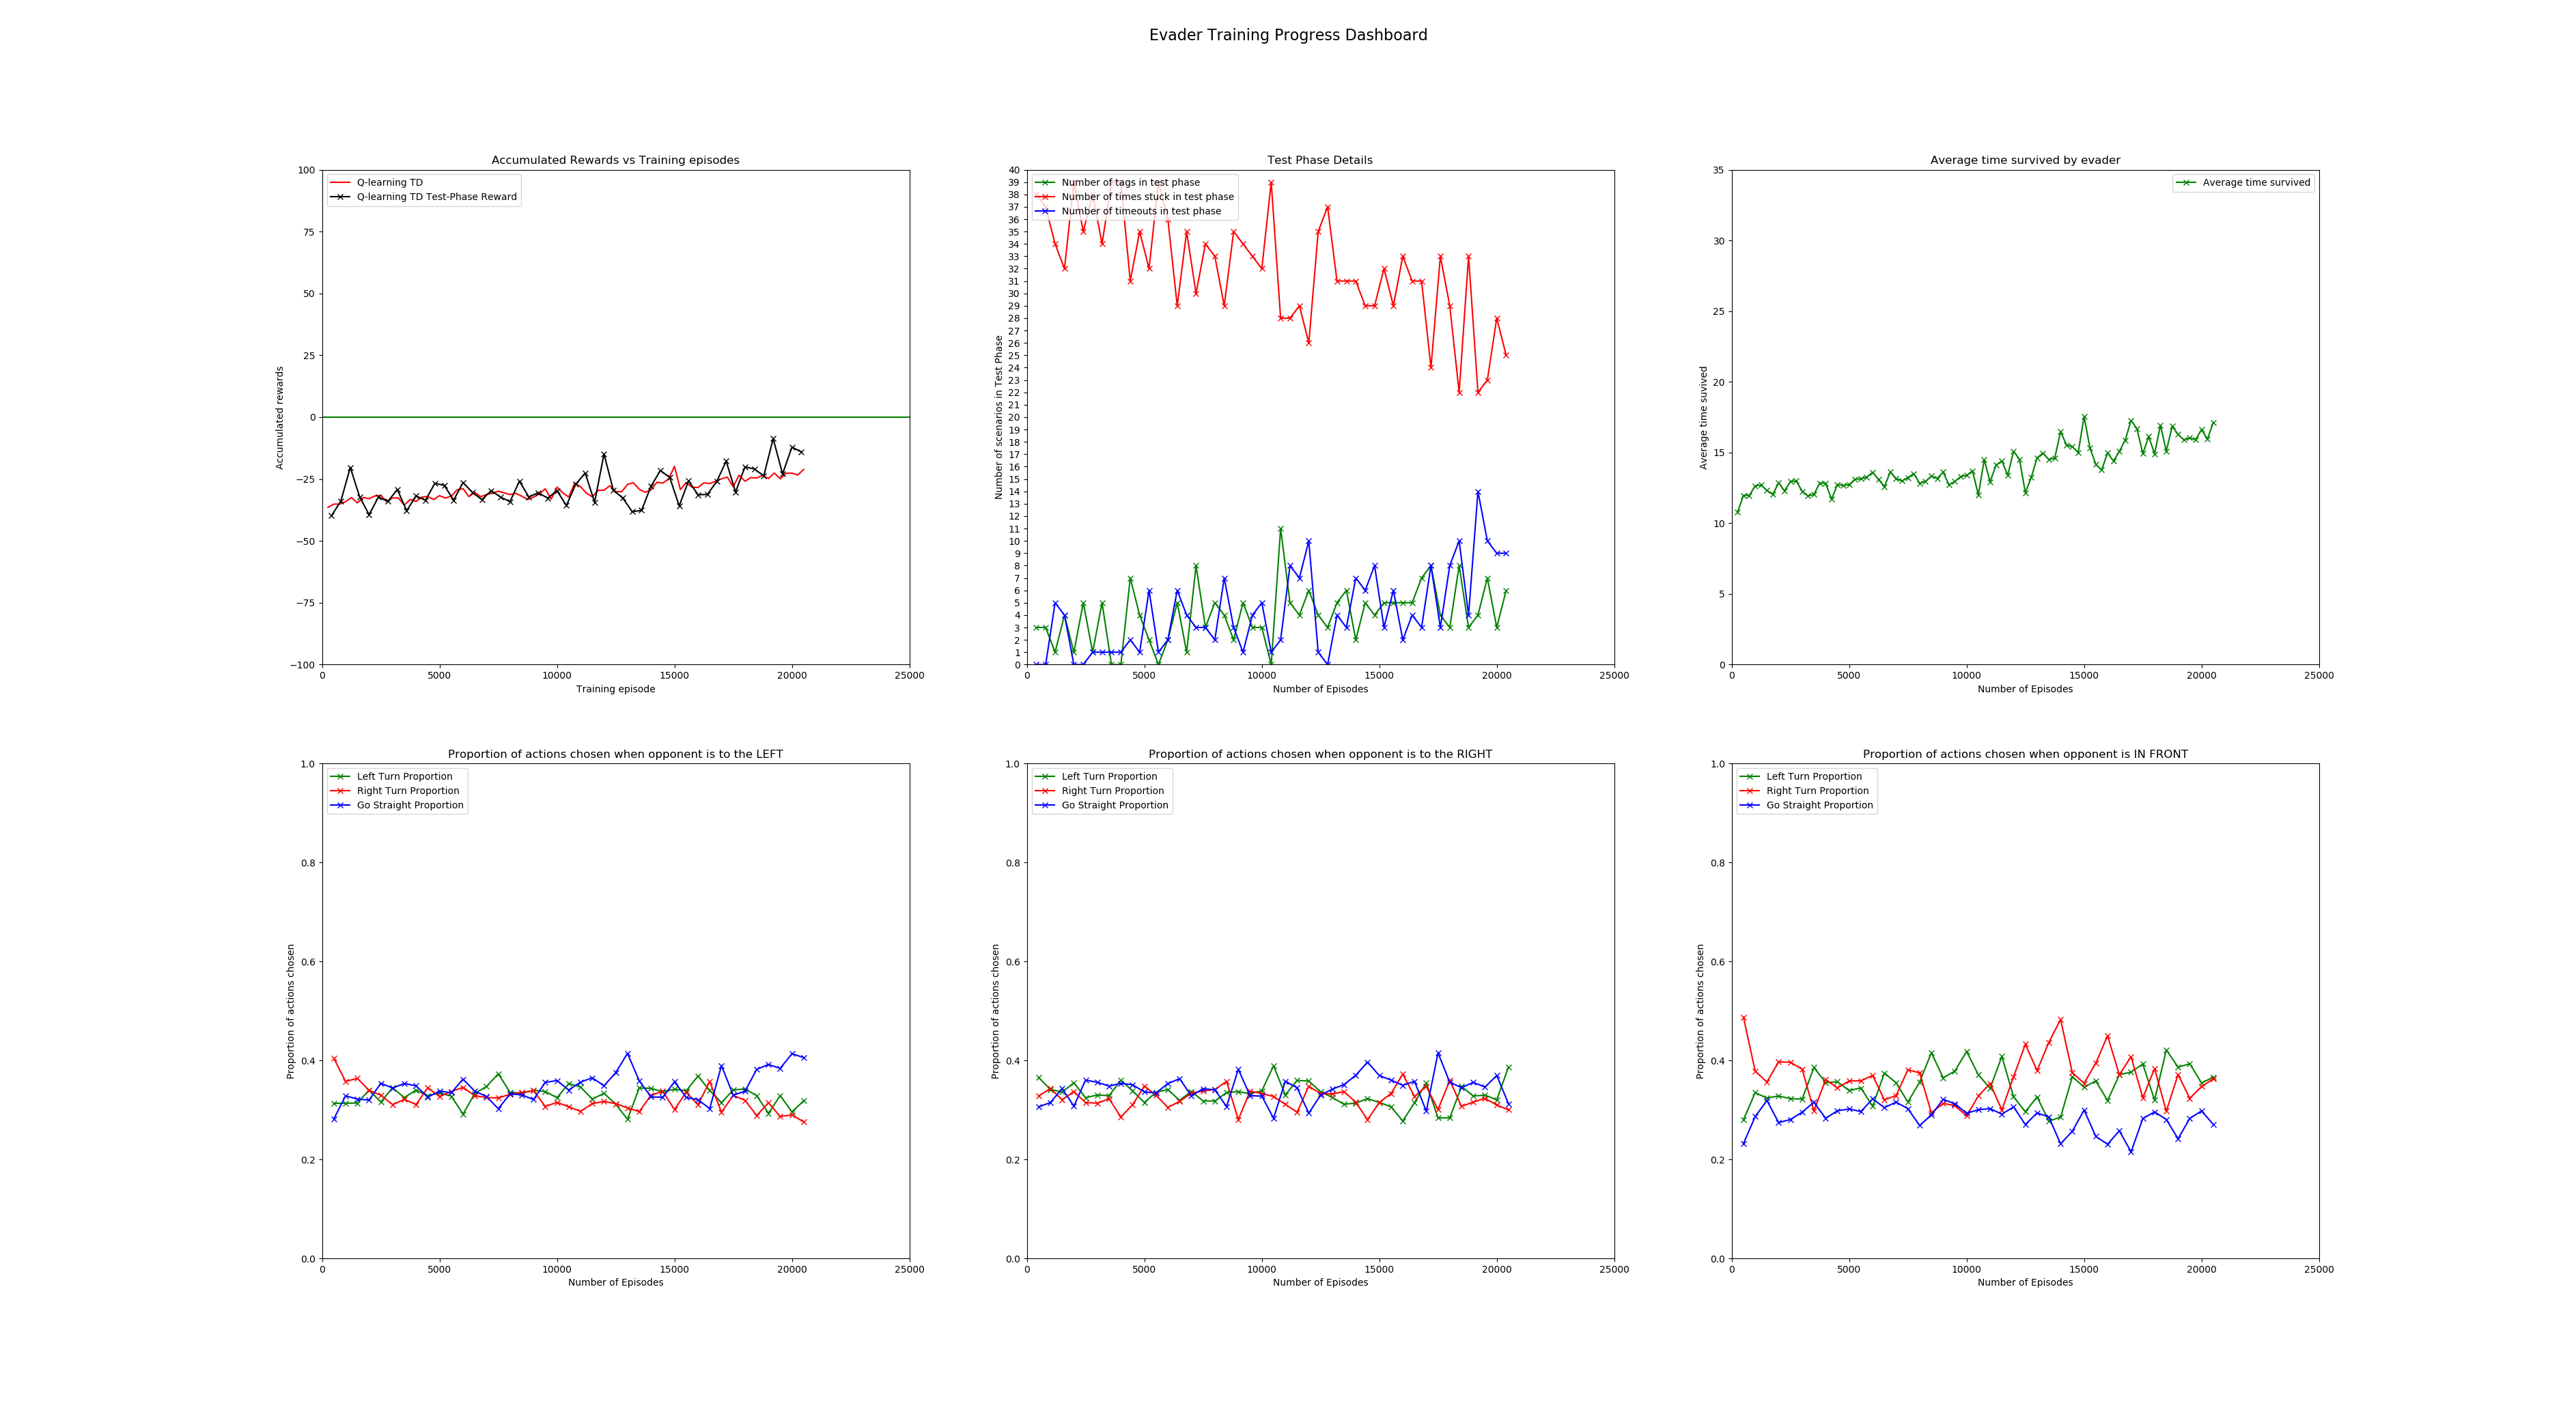 Evader Training Progress Dashboard
Accumulated Rewards vs Training episodes
Q-learning TD
Q-learning TD Test-Phase Reward
100
75
50
25
0
−25
−50
−75
−100
Accumulated rewards
0 5000 10000 15000 20000 25000
Training episode
Test Phase Details
Number of tags in test phase
Number of times stuck in test phase
Number of timeouts in test phase
40
39
38
37
36
35
34
33
32
31
30
29
28
27
26
25
24
23
22
21
20
19
18
17
16
15
14
13
12
11
10
9
8
7
6
5
4
3
2
1
0
Number of scenarios in Test Phase
0 5000 10000 15000 20000 25000
Number of Episodes
Average time survived by evader
Average time survived
35
30
25
20
15
10
5
0
Average time survived
0 5000 10000 15000 20000 25000
Number of Episodes
Proportion of actions chosen when opponent is to the LEFT
Left Turn Proportion
Right Turn Proportion
Go Straight Proportion
1.0
0.8
0.6
0.4
0.2
0.0
Proportion of actions chosen
0 5000 10000 15000 20000 25000
Number of Episodes
Proportion of actions chosen when opponent is to the RIGHT
Left Turn Proportion
Right Turn Proportion
Go Straight Proportion
1.0
0.8
0.6
0.4
0.2
0.0
Proportion of actions chosen
0 5000 10000 15000 20000 25000
Number of Episodes
Proportion of actions chosen when opponent is IN FRONT
Left Turn Proportion
Right Turn Proportion
Go Straight Proportion
1.0
0.8
0.6
0.4
0.2
0.0
Proportion of actions chosen
0 5000 10000 15000 20000 25000
Number of Episodes